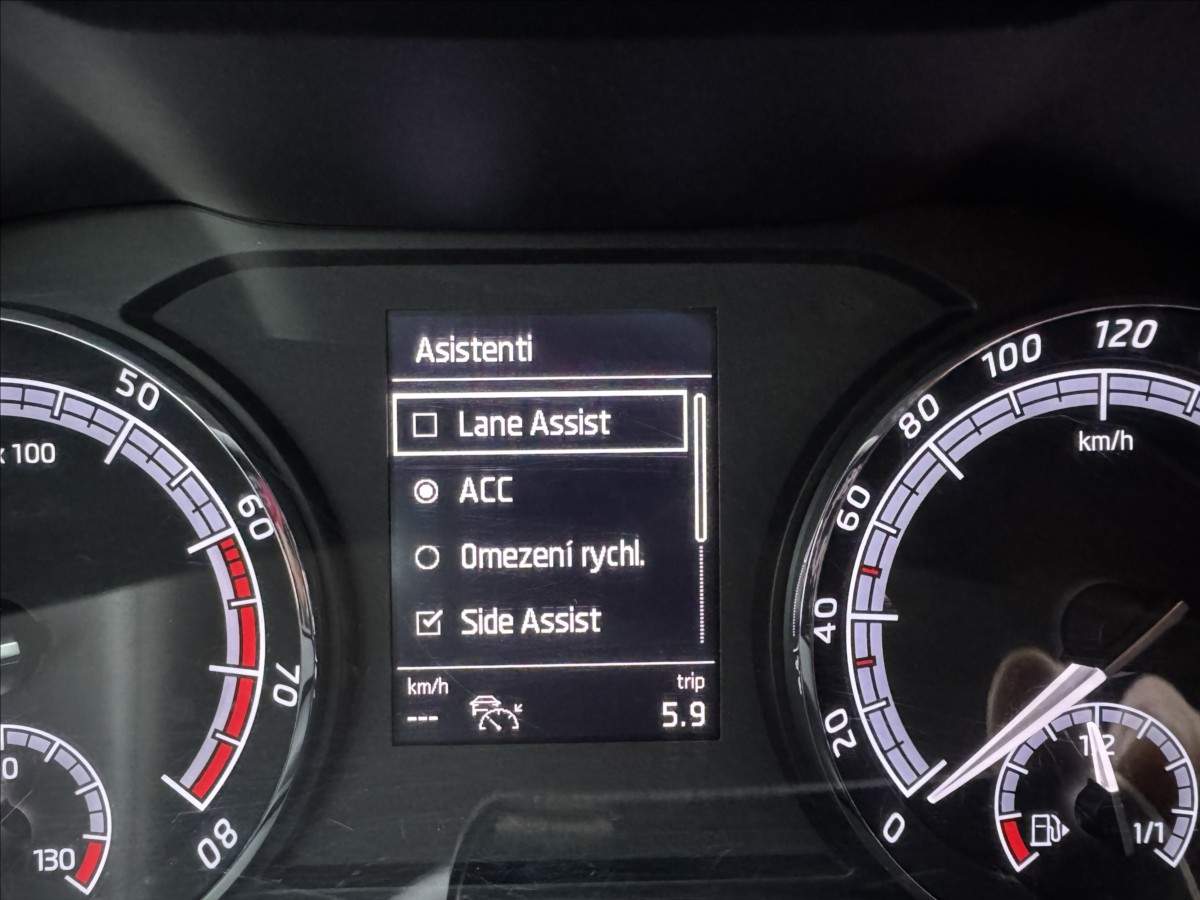 Asistenti
Lane Assist
ACC
Omezení rychl.
Side Assist
km/h
trip
---
5.9
50
x 100
60
70
80
0
130
120
100
80
km/h
60
40
20
0
1/2
1/1